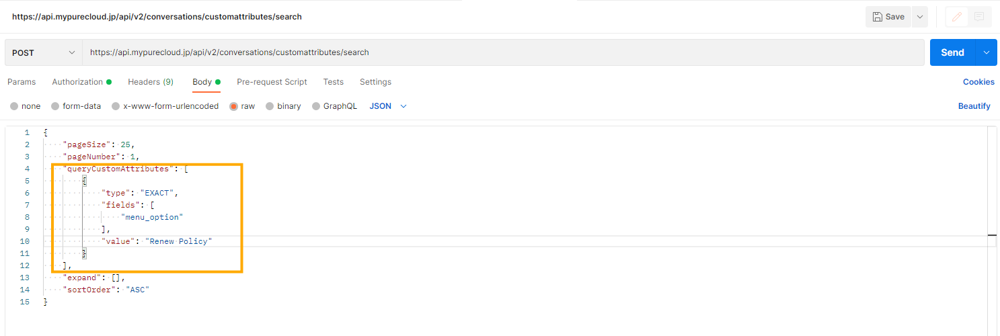 https://api.mypurecloud.jp/api/v2/conversations/customattributes/search
Save
POST
https://api.mypurecloud.jp/api/v2/conversations/customattributes/search
Send
Params Authorization Headers (9) Body Pre-request Script Tests Settings Cookies
none form-data x-www-form-urlencoded raw binary GraphQL JSON Beautify
1 {
2 "pageSize": 25,
3 "pageNumber": 1,
4 "queryCustomAttributes": [
5 {
6 "type": "EXACT",
7 "fields": [
8 "menu_option"
9 ],
10 "value": "Renew Policy"
11 }
12 ],
13 "expand": [],
14 "sortOrder": "ASC"
15 }